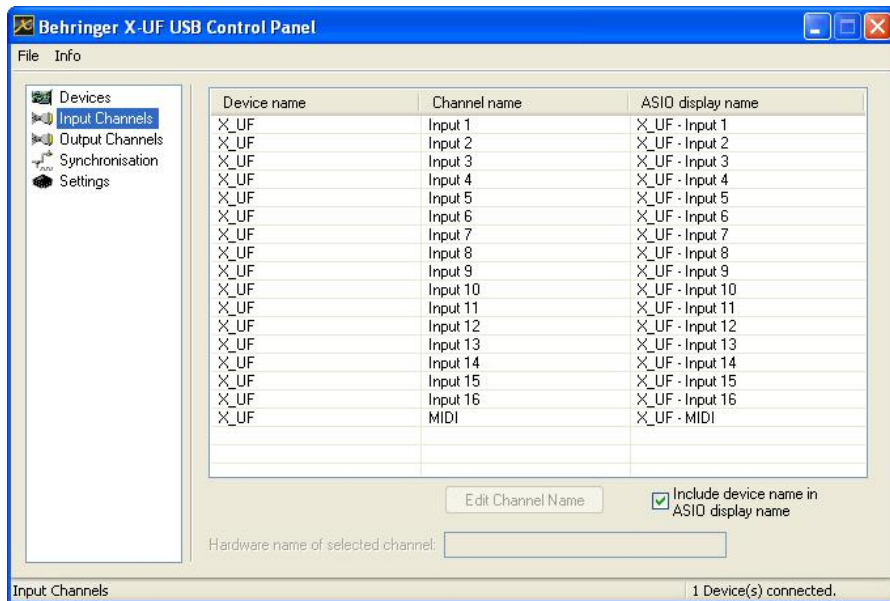 Behringer X-UF USB Control Panel
File Info
Devices
Input Channels
Output Channels
Synchronisation
Settings
Device name Channel name ASIO display name
X_UF Input 1 X_UF - Input 1
X_UF Input 2 X_UF - Input 2
X_UF Input 3 X_UF - Input 3
X_UF Input 4 X_UF - Input 4
X_UF Input 5 X_UF - Input 5
X_UF Input 6 X_UF - Input 6
X_UF Input 7 X_UF - Input 7
X_UF Input 8 X_UF - Input 8
X_UF Input 9 X_UF - Input 9
X_UF Input 10 X_UF - Input 10
X_UF Input 11 X_UF - Input 11
X_UF Input 12 X_UF - Input 12
X_UF Input 13 X_UF - Input 13
X_UF Input 14 X_UF - Input 14
X_UF Input 15 X_UF - Input 15
X_UF Input 16 X_UF - Input 16
X_UF MIDI X_UF - MIDI
Edit Channel Name
Include device name in
ASIO display name
Hardware name of selected channel:
Input Channels 1 Device(s) connected.